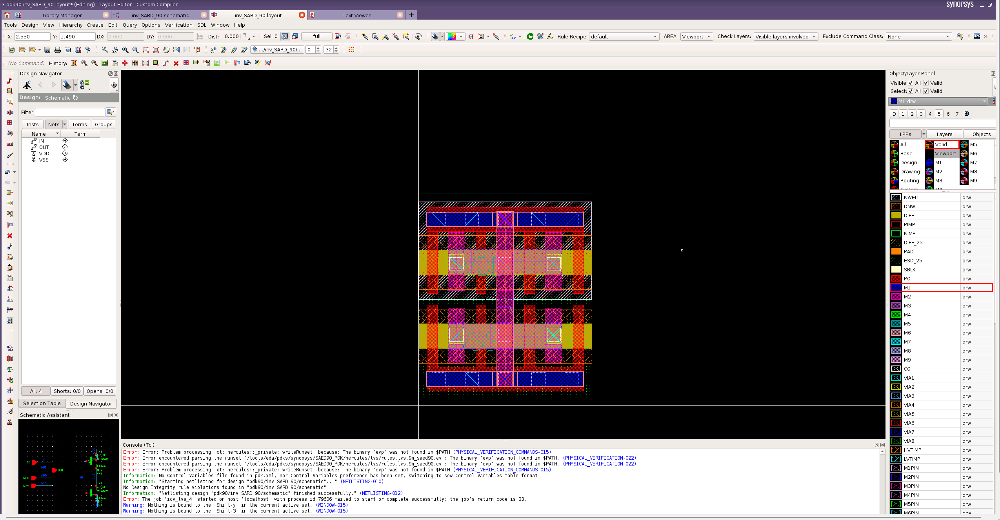 3 pdk90 inv_SARD_90 layout* (Editing) - Layout Editor - Custom Compiler
SYNOPSYS
Library Manager
inv_SARD_90 schematic
inv_SARD_90 layout
Text Viewer
Tools Design View Hierarchy Create Edit Query Options Verification SDL Window Help
X: 2.550 Y: 1.490 DX: 0.000 DY: 0.000 Dist: 0.000 Sel: 0 full
Rule Recipe: default AREA: Viewport Check Layers: Visible layers involved Exclude Command Class: None
.../inv_SARD_90/... 0 32
(No Command) History:
Design Navigator
Design: Schematic
Filter:
Insts Nets Terms Groups
Name Term
IN
OUT
VDD
VSS
All: 4 Shorts: 0/0 Opens: 0/0
Selection Table Design Navigator
Schematic Assistant
IN IN
OUT OUT
VDD VDD
VSS VSS
VSS
Object/Layer Panel
Visible: All Valid
Select: All Valid
M1 drw
D 1 2 3 4 5 6 7
LPPs Layers Objects
All Valid M5
Base Viewport M6
Design M1 M7
Drawing M2 M8
Routing M3 M9
System M4
NWELL drw
DNW drw
DIFF drw
PIMP drw
NIMP drw
DIFF_25 drw
PAD drw
ESD_25 drw
SBLK drw
PO drw
M1 drw
M2 drw
M3 drw
M4 drw
M5 drw
M6 drw
M7 drw
M8 drw
M9 drw
CO drw
VIA1 drw
VIA2 drw
VIA3 drw
VIA4 drw
VIA5 drw
VIA6 drw
VIA7 drw
VIA8 drw
HVTIMP drw
LVTIMP drw
M1PIN drw
M2PIN drw
M3PIN drw
M4PIN drw
M5PIN drw
M6PIN drw
Console (Tcl)
Error: Error: Problem processing 'xt::hercules::_private::writeRunset' because: The binary 'evp' was not found in $PATH (PHYSICAL_VERIFICATION_COMMANDS-015)
Error: Error encountered parsing the runset '/tools/eda/pdks/synopsys/SAED90_PDK/hercules/lvs/rules.lvs.9m_saed90.ev': The binary 'evp' was not found in $PATH. (PHYSICAL_VERIFICATION-022)
Error: Error encountered parsing the runset '/tools/eda/pdks/synopsys/SAED90_PDK/hercules/lvs/rules.lvs.9m_saed90.ev': The binary 'evp' was not found in $PATH. (PHYSICAL_VERIFICATION-022)
Error: Error: Problem processing 'xt::hercules::_private::writeRunset' because: The binary 'evp' was not found in $PATH (PHYSICAL_VERIFICATION_COMMANDS-015)
Information: No Control Variables file found in pdk.xml, nor Control Variables preference has been set, switching to New Control Variables table format.
Information: "Starting netlisting for design "pdk90/inv_SARD_90/schematic"..." (NETLISTING-010)
No Design Integrity rule violations found in "pdk90/inv_SARD_90/schematic"
Information: "Netlisting design "pdk90/inv_SARD_90/schematic" finished successfully." (NETLISTING-012)
Error: The job 'icv_lvs_4' started on host 'localhost' with process id 79606 failed to start or complete successfully; the job's return code is 33.
Warning: Nothing is bound to the 'Shift-y' in the current active set. (WINDOW-015)
Warning: Nothing is bound to the 'Shift-3' in the current active set. (WINDOW-015)